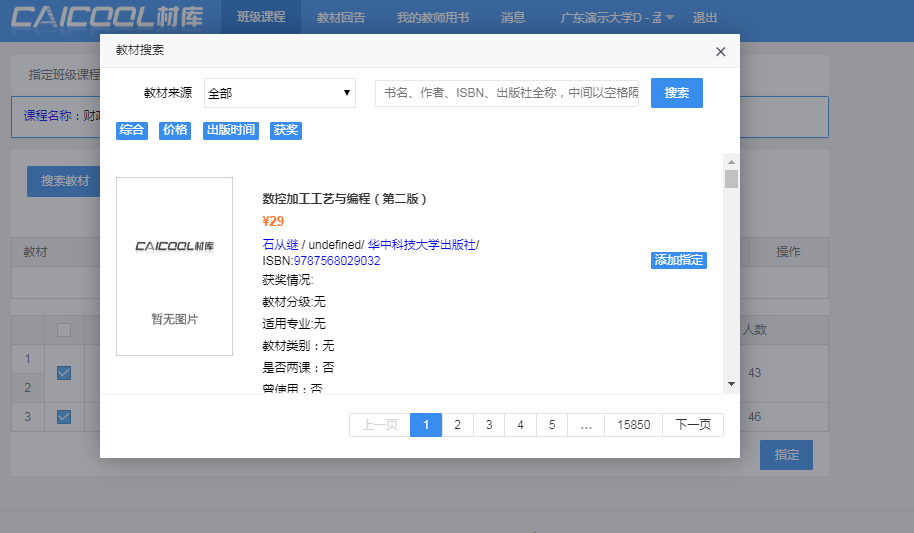 CAICOOL材库 班级课程 教材回告 我的教师用书 消息 广东演示大学D - 孟 退出
教材搜索
指定班级课程
教材来源 全部 书名、作者、ISBN、出版社全称，中间以空格隔 搜索
课程名称：财政
综合 价格 出版时间 获奖
搜索教材
数控加工工艺与编程（第二版）
¥29
CAICOOL材库
石从继 / undefined/ 华中科技大学出版社/
教材 操作
ISBN:9787568029032 添加指定
获奖情况:
教材分级:无
暂无图片
适用专业:无
人数
教材类别：无
1
是否两课：否
43
2
曾使用：否
3 46
上一页 1 2 3 4 5 ... 15850 下一页
指定